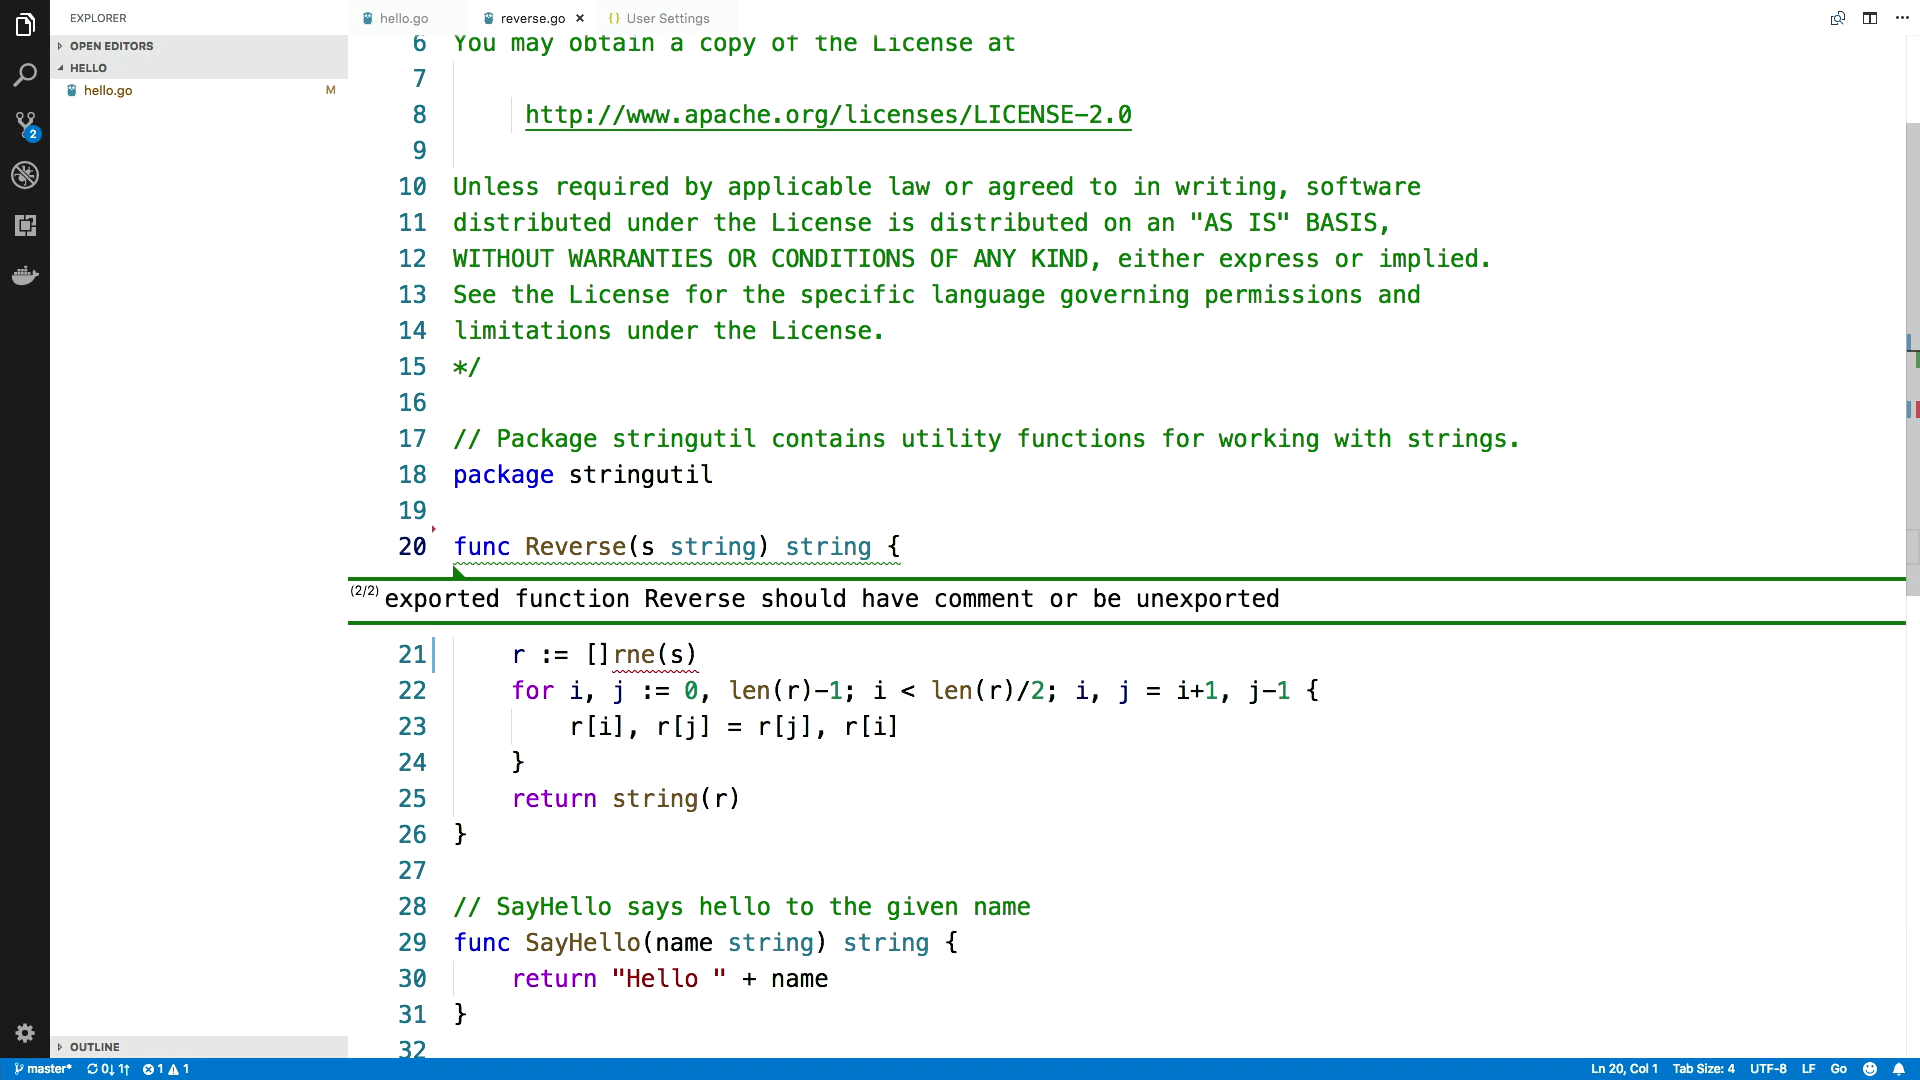 EXPLORER
hello.go
reverse.go
{} User Settings
OPEN EDITORS
HELLO
hello.go M
2
6 You may obtain a copy of the License at
7
8 http://www.apache.org/licenses/LICENSE-2.0
9
10 Unless required by applicable law or agreed to in writing, software
11 distributed under the License is distributed on an "AS IS" BASIS,
12 WITHOUT WARRANTIES OR CONDITIONS OF ANY KIND, either express or implied.
13 See the License for the specific language governing permissions and
14 limitations under the License.
15 */
16
17 // Package stringutil contains utility functions for working with strings.
18 package stringutil
19
20 func Reverse(s string) string {
(2/2) exported function Reverse should have comment or be unexported
21 r := []rne(s)
22 for i, j := 0, len(r)-1; i < len(r)/2; i, j = i+1, j-1 {
23 r[i], r[j] = r[j], r[i]
24 }
25 return string(r)
26 }
27
28 // SayHello says hello to the given name
29 func SayHello(name string) string {
30 return "Hello " + name
31 }
32
OUTLINE
master* 0↓ 1↑ 1 1
Ln 20, Col 1 Tab Size: 4 UTF-8 LF Go